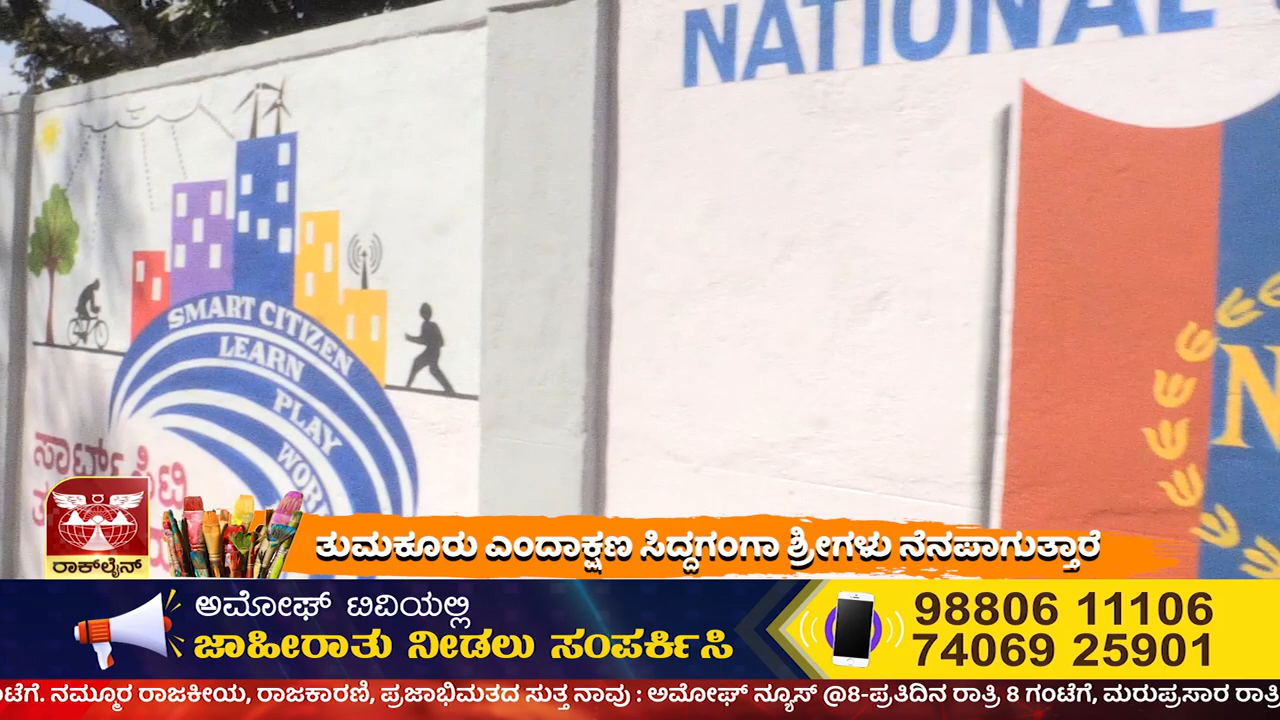 NATIONAL
SMART CITIZEN
LEARN
PLAY
WORK
ಸ್ಮಾರ್ಟ್ ಸಿಟಿ
ರಾಕ್‌ಲೈನ್
ತುಮಕೂರು ಎಂದಾಕ್ಷಣ ಸಿದ್ದಗಂಗಾ ಶ್ರೀಗಳು ನೆನಪಾಗುತ್ತಾರೆ
ಅಮೋಘ್ ಟಿವಿಯಲ್ಲಿ
ಜಾಹೀರಾತು ನೀಡಲು ಸಂಪರ್ಕಿಸಿ
98806 11106
74069 25901
ನಮ್ಮೂರ ರಾಜಕೀಯ, ರಾಜಕಾರಣಿ, ಪ್ರಜಾಭಿಮತದ ಸುತ್ತ ನಾವು : ಅಮೋಘ್ ನ್ಯೂಸ್ @8-ಪ್ರತಿದಿನ ರಾತ್ರಿ 8 ಗಂಟೆಗೆ, ಮರುಪ್ರಸಾರ ರಾತ್ರಿ